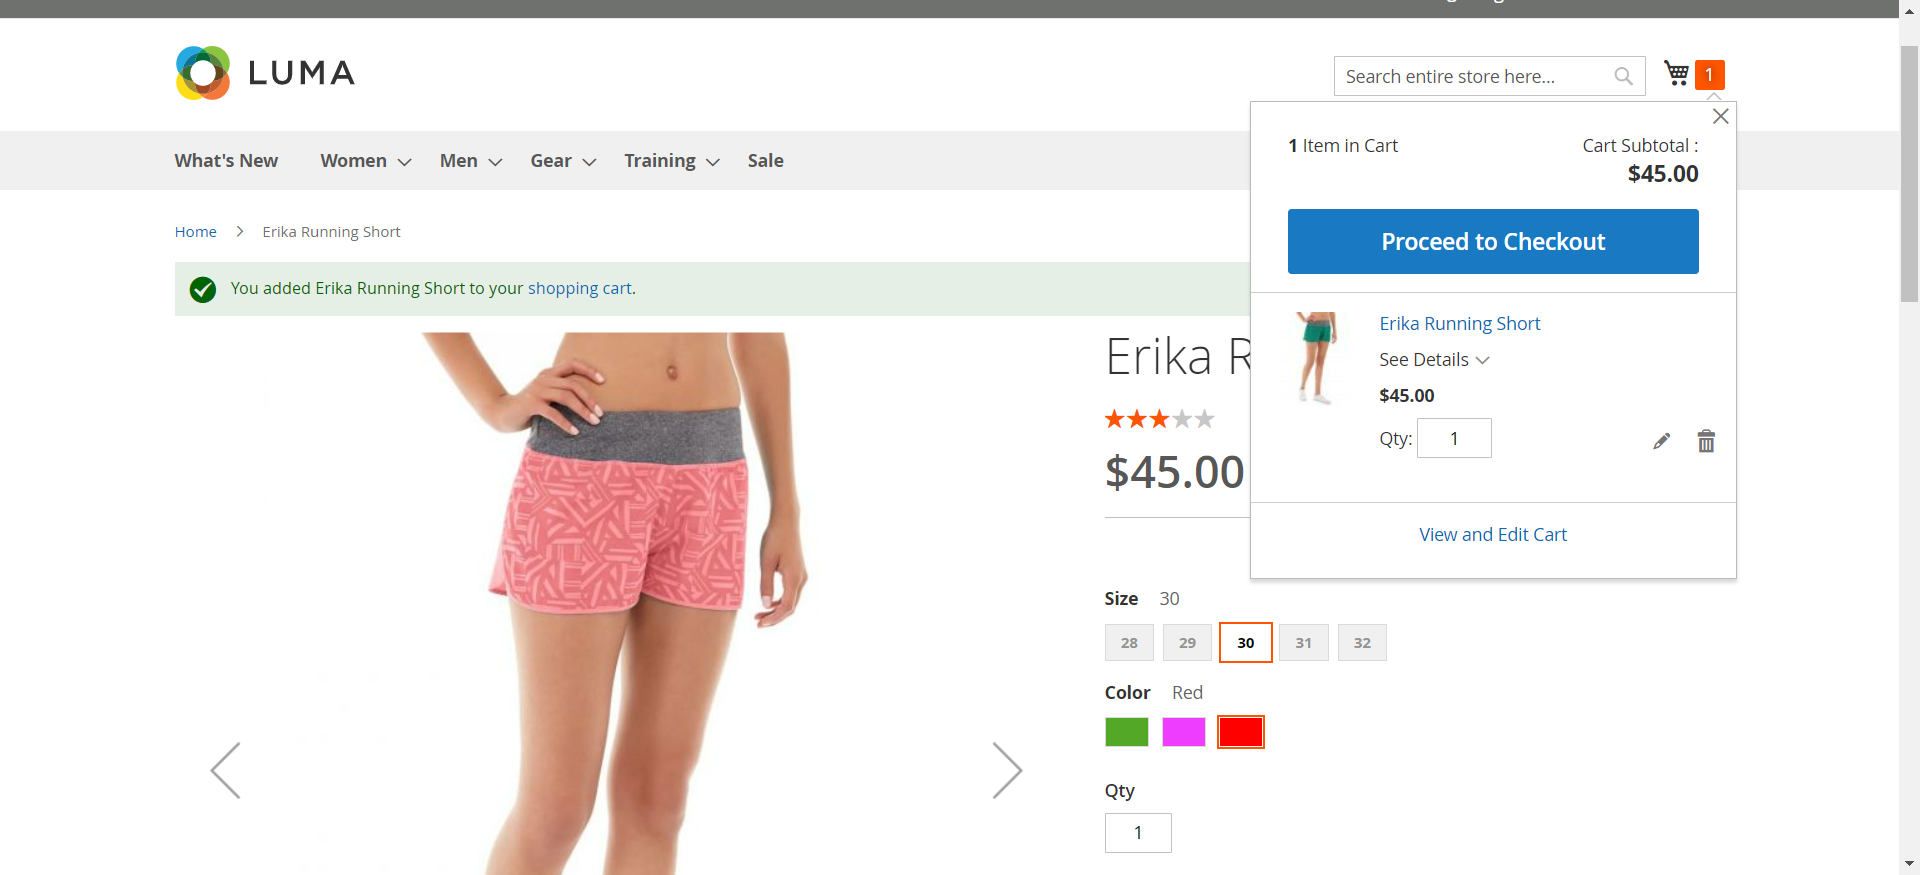 LUMA
Search entire store here...
1
What's New
Women
Men
Gear
Training
Sale
1 Item in Cart
Cart Subtotal :
$45.00
Proceed to Checkout
Home
Erika Running Short
You added Erika Running Short to your shopping cart.
Erika Running Short
See Details
$45.00
Qty: 1
View and Edit Cart
Erika R
$45.00
Size 30
28 29 30 31 32
Color Red
Qty
1